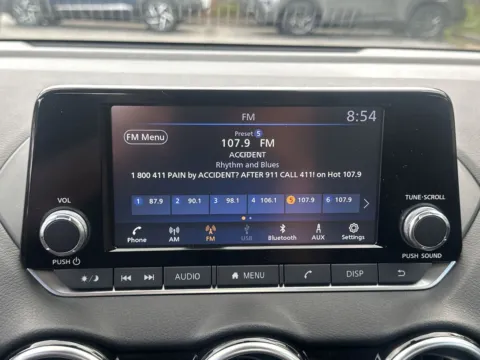 FM
8:54
FM Menu
Preset 5
107.9 FM
ACCIDENT
Rhythm and Blues
1 800 411 PAIN by ACCIDENT? AFTER 911 CALL 411! on Hot 107.9
1 87.9 2 90.1 3 98.1 4 106.1 5 107.9 6 107.9
Phone AM FM USB Bluetooth AUX Settings
VOL
TUNE·SCROLL
PUSH
PUSH SOUND
AUDIO MENU DISP